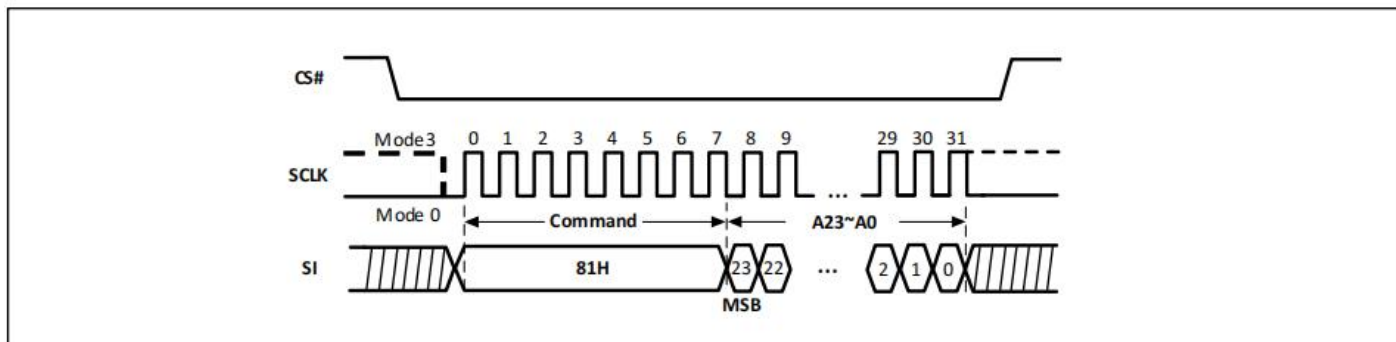 CS#
Mode3 0 1 2 3 4 5 6 7 8 9 29 30 31
SCLK
...
Mode 0 Command A23~A0
SI 81H 23 22 ... 2 1 0
MSB